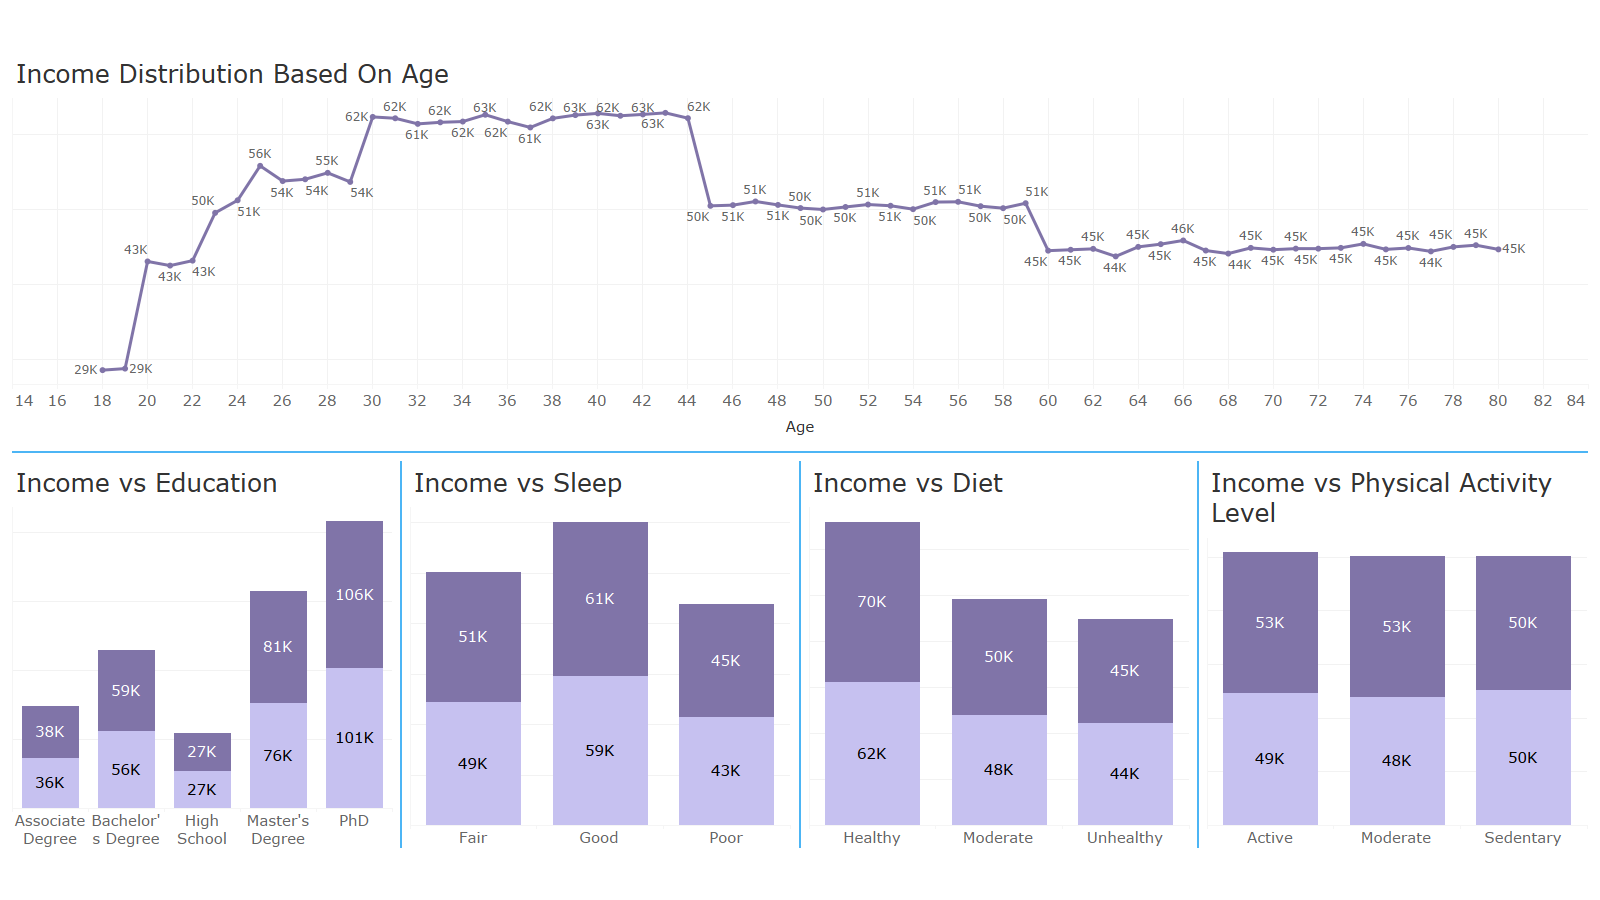 Income Distribution Based On Age
62K 62K 63K 62K 63K 62K 63K 62K
62K 61K 62K 62K 61K 63K 63K
56K 55K
54K 54K 54K
50K 51K
51K 50K 51K 51K 51K 51K
50K 51K 51K 50K 50K 51K 50K 50K 50K
43K 43K 43K
45K 45K 46K 45K 45K 45K 45K 45K 45K
45K 45K 44K 45K 45K 44K 45K 45K 45K 45K 44K 45K
29K 29K
14 16 18 20 22 24 26 28 30 32 34 36 38 40 42 44 46 48 50 52 54 56 58 60 62 64 66 68 70 72 74 76 78 80 82 84
Age
Income vs Education
106K
81K
59K
38K
27K
101K
76K
56K
36K
27K
Associate
Degree
Bachelor'
s Degree
High
School
Master's
Degree
PhD
Income vs Sleep
51K 61K 45K
49K 59K 43K
Fair Good Poor
Income vs Diet
70K 50K 45K
62K 48K 44K
Healthy Moderate Unhealthy
Income vs Physical Activity
Level
53K 53K 50K
49K 48K 50K
Active Moderate Sedentary